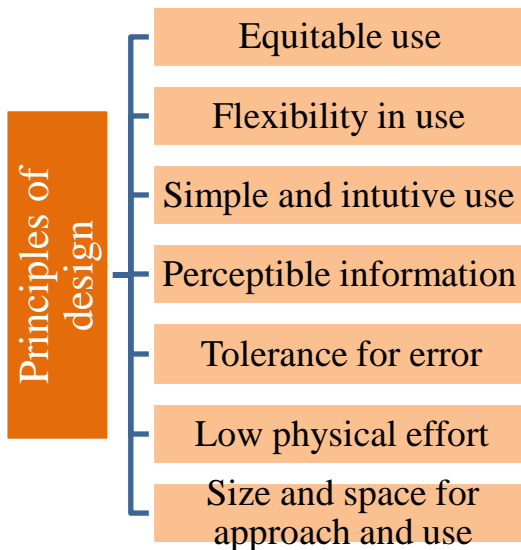 Principles of
design
Equitable use
Flexibility in use
Simple and intutive use
Perceptible information
Tolerance for error
Low physical effort
Size and space for
approach and use